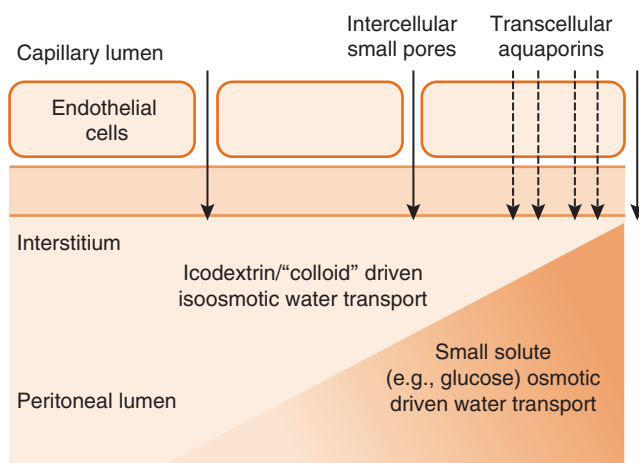 Capillary lumen
Intercellular
small pores
Transcellular
aquaporins
Endothelial
cells
Interstitium
Icodextrin/“colloid” driven
isoosmotic water transport
Small solute
(e.g., glucose) osmotic
driven water transport
Peritoneal lumen